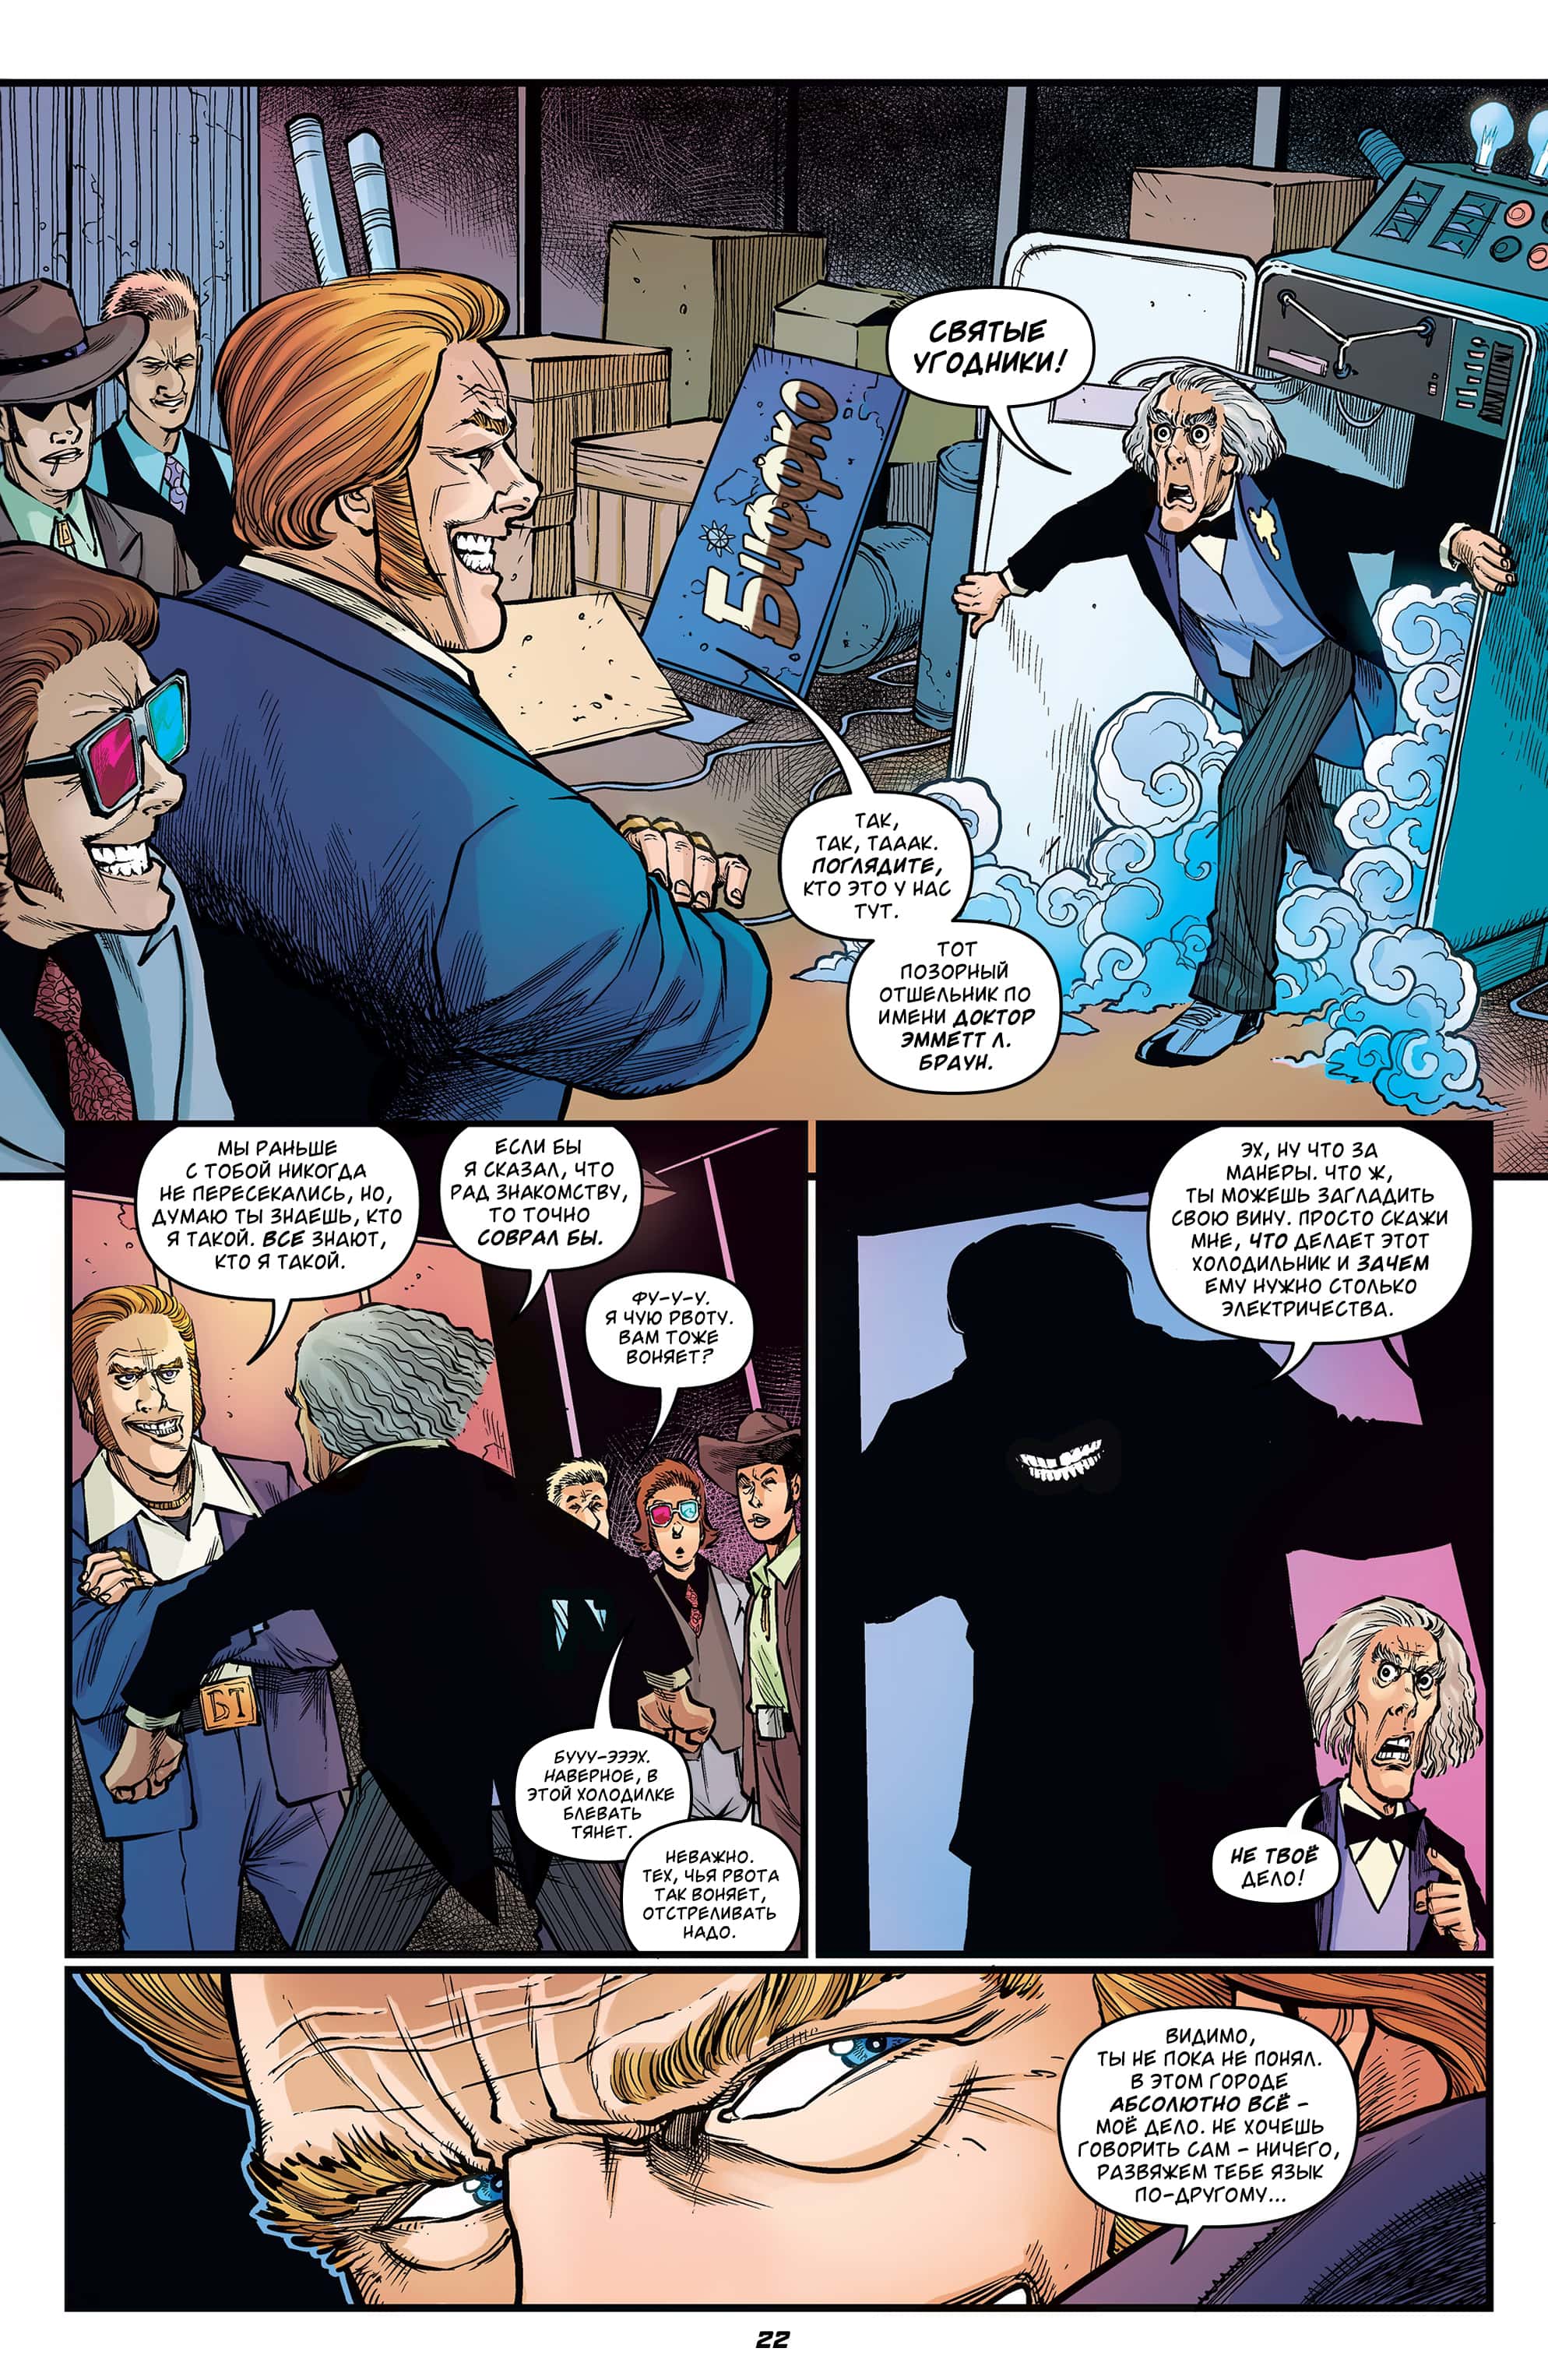 СВЯТЫЕ
УГОДНИКИ!
Биффко
ТАК,
ТАК, ТАААК.
ПОГЛЯДИТЕ,
КТО ЭТО У НАС
ТУТ.
ТОТ
ПОЗОРНЫЙ
ОТШЕЛЬНИК ПО
ИМЕНИ ДОКТОР
ЭММЕТТ Л.
БРАУН.
МЫ РАНЬШЕ
С ТОБОЙ НИКОГДА
НЕ ПЕРЕСЕКАЛИСЬ, НО,
ДУМАЮ ТЫ ЗНАЕШЬ, КТО
Я ТАКОЙ. ВСЕ ЗНАЮТ,
КТО Я ТАКОЙ.
ЕСЛИ БЫ
Я СКАЗАЛ, ЧТО
РАД ЗНАКОМСТВУ,
ТО ТОЧНО
СОВРАЛ БЫ.
ФУ-У-У.
Я ЧУЮ РВОТУ.
ВАМ ТОЖЕ
ВОНЯЕТ?
БТ
БУУУ-ЭЭЭХ.
НАВЕРНОЕ, В
ЭТОЙ ХОЛОДИЛКЕ
БЛЕВАТЬ
ТЯНЕТ.
НЕВАЖНО.
ТЕХ, ЧЬЯ РВОТА
ТАК ВОНЯЕТ,
ОТСТРЕЛИВАТЬ
НАДО.
ЭХ, НУ ЧТО ЗА
МАНЕРЫ. ЧТО Ж,
ТЫ МОЖЕШЬ ЗАГЛАДИТЬ
СВОЮ ВИНУ. ПРОСТО СКАЖИ
МНЕ, ЧТО ДЕЛАЕТ ЭТОТ
ХОЛОДИЛЬНИК И ЗАЧЕМ
ЕМУ НУЖНО СТОЛЬКО
ЭЛЕКТРИЧЕСТВА.
НЕ ТВОЁ
ДЕЛО!
ВИДИМО,
ТЫ НЕ ПОКА НЕ ПОНЯЛ.
В ЭТОМ ГОРОДЕ
АБСОЛЮТНО ВСЁ -
МОЁ ДЕЛО. НЕ ХОЧЕШЬ
ГОВОРИТЬ САМ - НИЧЕГО,
РАЗВЯЖЕМ ТЕБЕ ЯЗЫК
ПО-ДРУГОМУ...
22